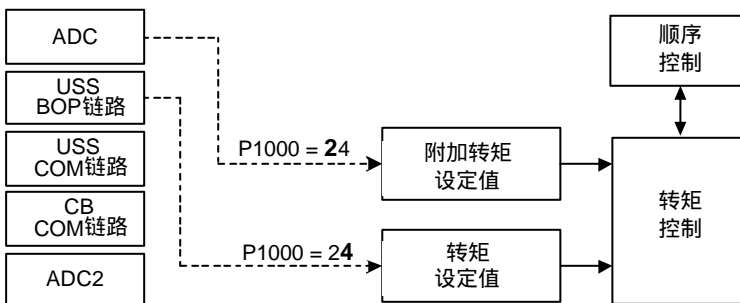 ADC
USS
BOP链路
USS
COM链路
CB
COM链路
ADC2
P1000 = 24
P1000 = 24
附加转矩
设定值
转矩
设定值
顺序
控制
转矩
控制